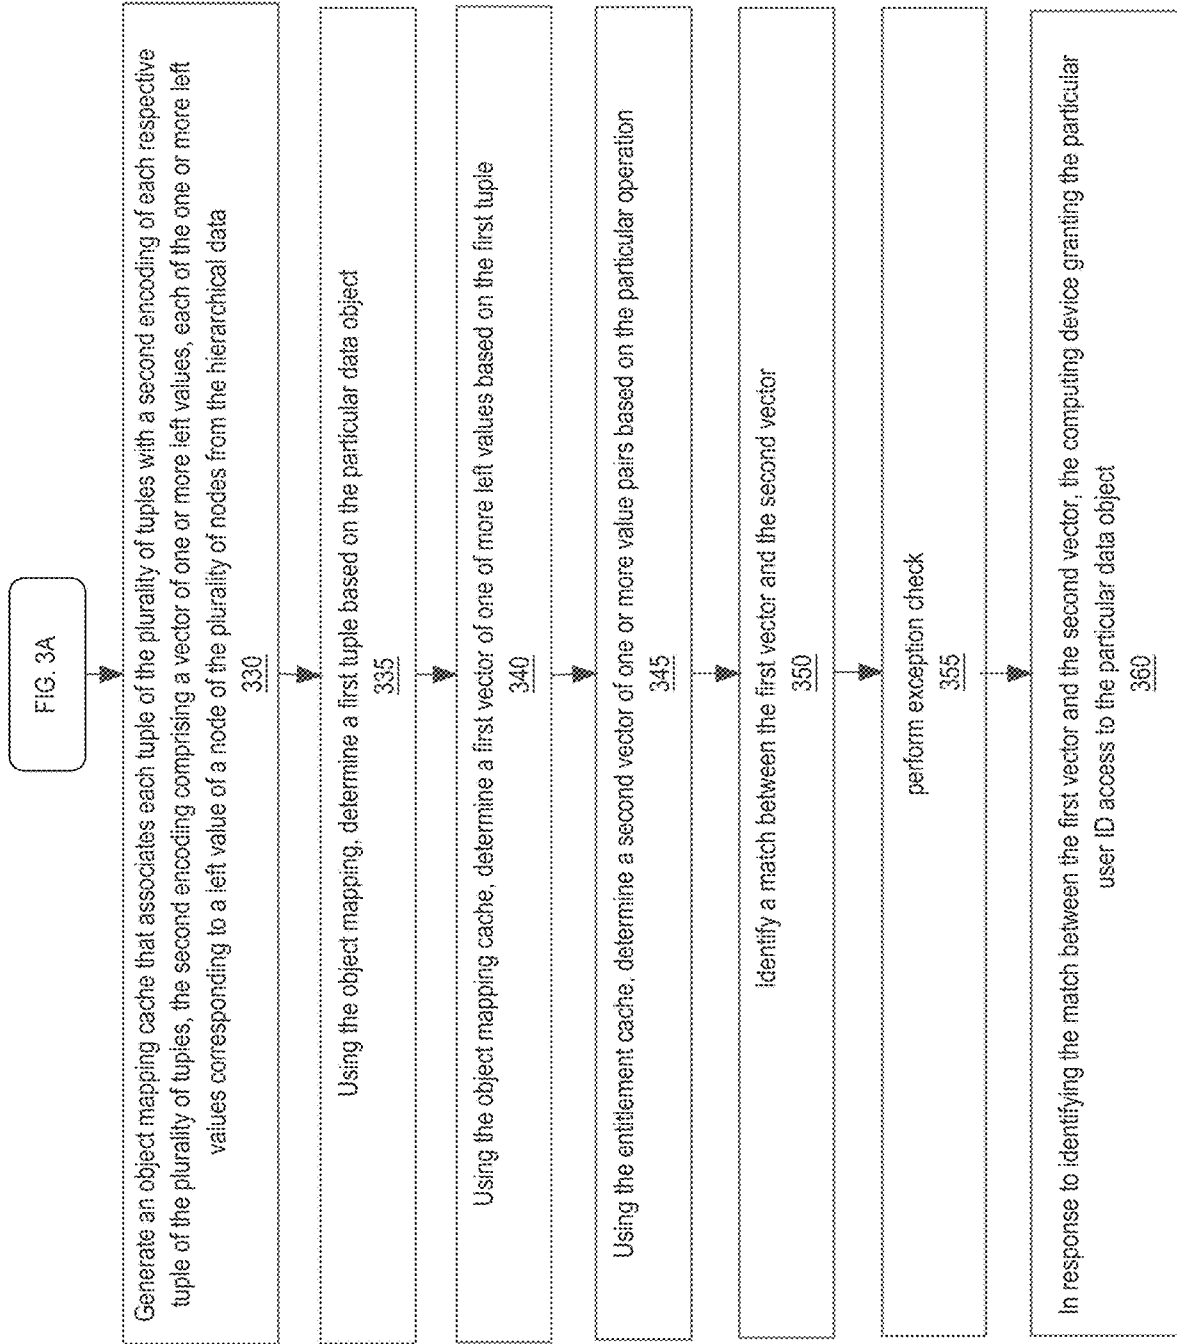 FIG. 3A
Generate an object mapping cache that associates each tuple of the plurality of tuples with a second encoding of each respective
tuple of the plurality of tuples, the second encoding comprising a vector of one or more left values, each of the one or more left
values corresponding to a left value of a node of the plurality of nodes from the hierarchical data
330
Using the object mapping, determine a first tuple based on the particular data object
335
Using the object mapping cache, determine a first vector of one of more left values based on the first tuple
340
Using the entitlement cache, determine a second vector of one or more value pairs based on the particular operation
345
Identify a match between the first vector and the second vector
350
perform exception check
355
In response to identifying the match between the first vector and the second vector, the computing device granting the particular
user ID access to the particular data object
360